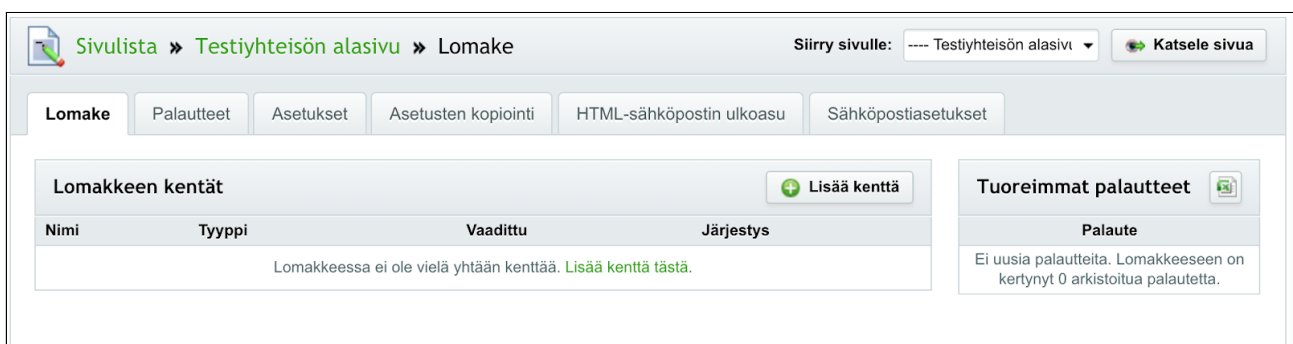 Sivulista » Testiyhteisön alasivu » Lomake
Siirry sivulle: ---- Testiyhteisön alasivu Katsele sivua
Lomake Palautteet Asetukset Asetusten kopiointi HTML-sähköpostin ulkoasu Sähköpostiasetukset
Lomakkeen kentät Lisää kenttä
Nimi Tyyppi Vaadittu Järjestys
Lomakkeessa ei ole vielä yhtään kenttää. Lisää kenttä tästä.
Tuoreimmat palautteet
Palaute
Ei uusia palautteita. Lomakkeeseen on
kertynyt 0 arkistoitua palautetta.